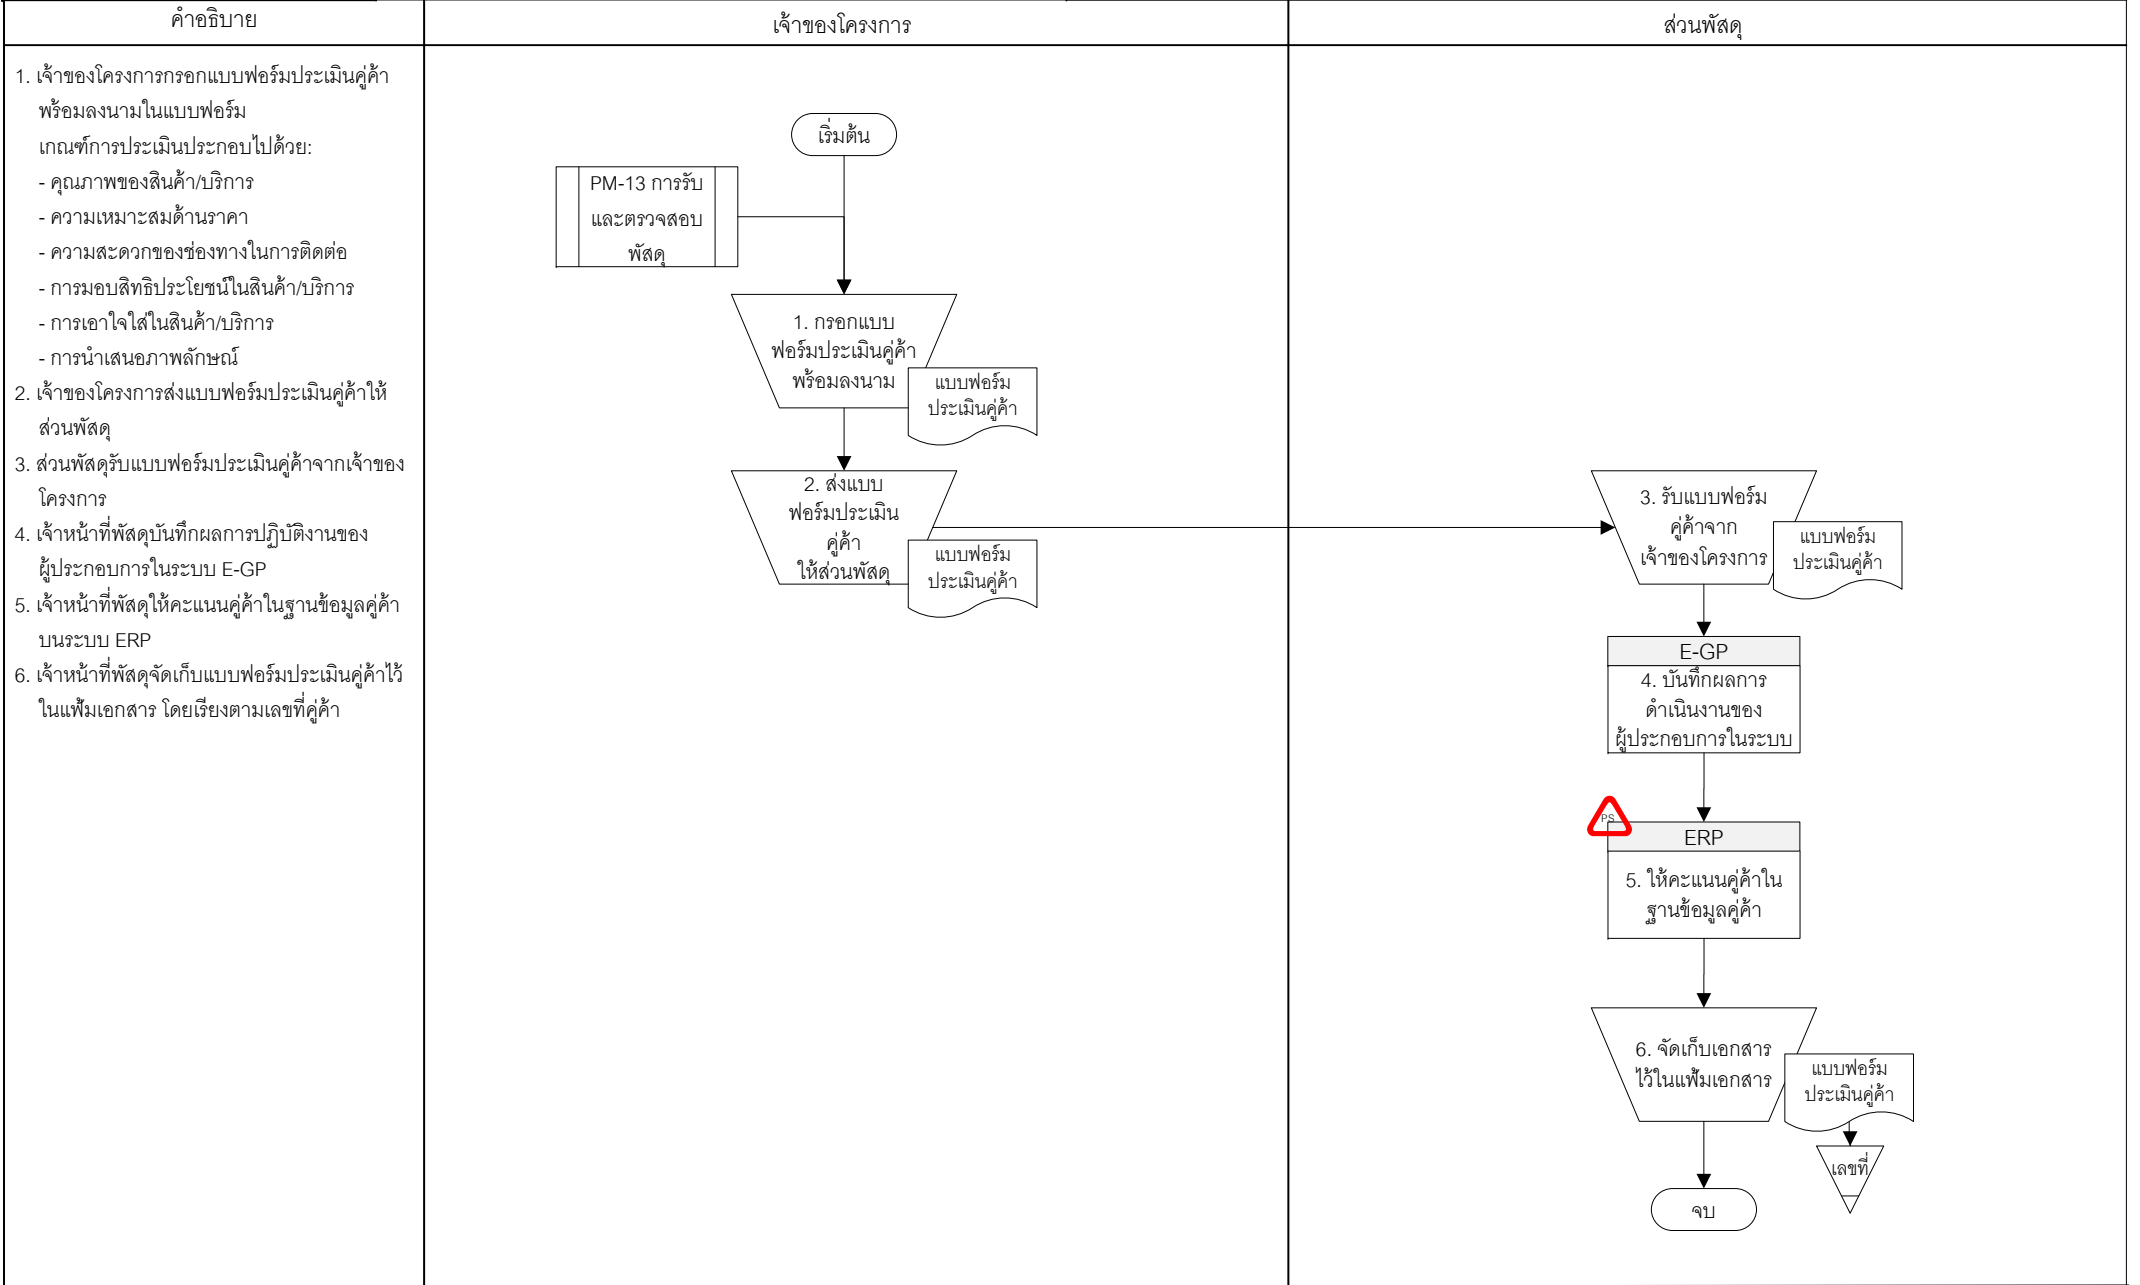 คำอธิบาย
เจ้าของโครงการ
ส่วนพัสดุ
1. เจ้าของโครงการกรอกแบบฟอร์มประเมินคู่ค้า
พร้อมลงนามในแบบฟอร์ม
เกณฑ์การประเมินประกอบไปด้วย:
- คุณภาพของสินค้า/บริการ
- ความเหมาะสมด้านราคา
- ความสะดวกของช่องทางในการติดต่อ
- การมอบสิทธิประโยชน์ในสินค้า/บริการ
- การเอาใจใส่ในสินค้า/บริการ
- การนำเสนอภาพลักษณ์
2. เจ้าของโครงการส่งแบบฟอร์มประเมินคู่ค้าให้
ส่วนพัสดุ
3. ส่วนพัสดุรับแบบฟอร์มประเมินคู่ค้าจากเจ้าของ
โครงการ
4. เจ้าหน้าที่พัสดุบันทึกผลการปฏิบัติงานของ
ผู้ประกอบการในระบบ E-GP
5. เจ้าหน้าที่พัสดุให้คะแนนคู่ค้าในฐานข้อมูลคู่ค้า
บนระบบ ERP
6. เจ้าหน้าที่พัสดุจัดเก็บแบบฟอร์มประเมินคู่ค้าไว้
ในแฟ้มเอกสาร โดยเรียงตามเลขที่คู่ค้า
เริ่มต้น
PM-13 การรับ
และตรวจสอบ
พัสดุ
1. กรอกแบบ
ฟอร์มประเมินคู่ค้า
พร้อมลงนาม
แบบฟอร์ม
ประเมินคู่ค้า
2. ส่งแบบ
ฟอร์มประเมิน
คู่ค้า
ให้ส่วนพัสดุ
แบบฟอร์ม
ประเมินคู่ค้า
3. รับแบบฟอร์ม
คู่ค้าจาก
เจ้าของโครงการ
แบบฟอร์ม
ประเมินคู่ค้า
E-GP
4. บันทึกผลการ
ดำเนินงานของ
ผู้ประกอบการในระบบ
PS
ERP
5. ให้คะแนนคู่ค้าใน
ฐานข้อมูลคู่ค้า
6. จัดเก็บเอกสาร
ไว้ในแฟ้มเอกสาร
แบบฟอร์ม
ประเมินคู่ค้า
เลขที่
จบ